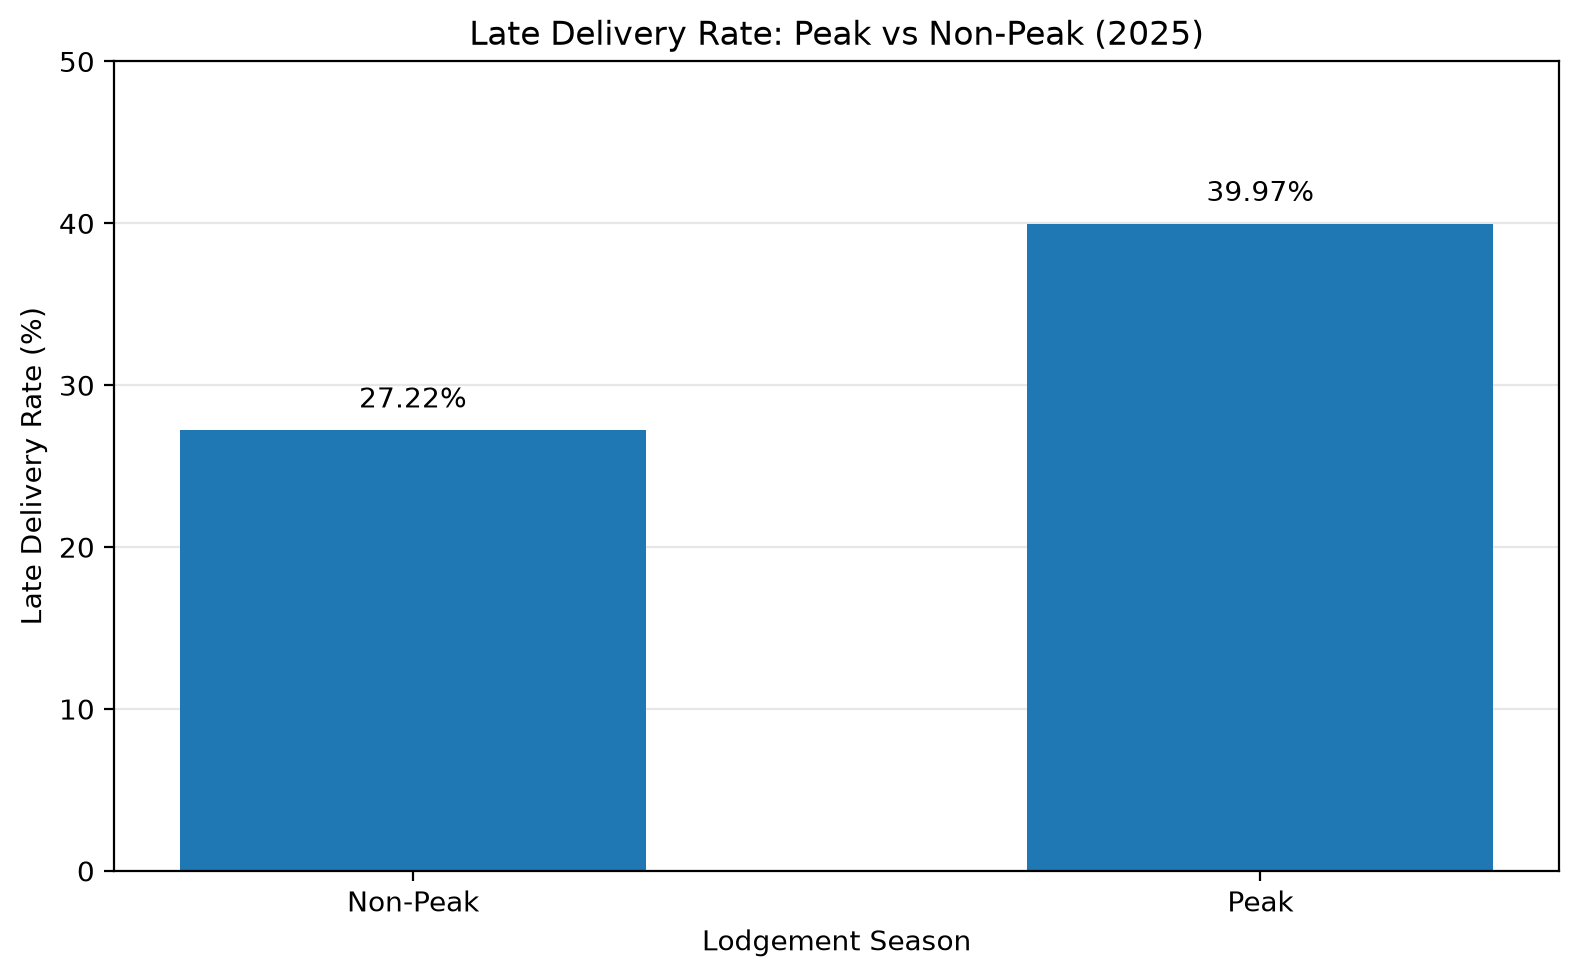 Late Delivery Rate: Peak vs Non-Peak (2025)
Late Delivery Rate (%)
50
40
30
20
10
0
27.22%
39.97%
Non-Peak
Peak
Lodgement Season